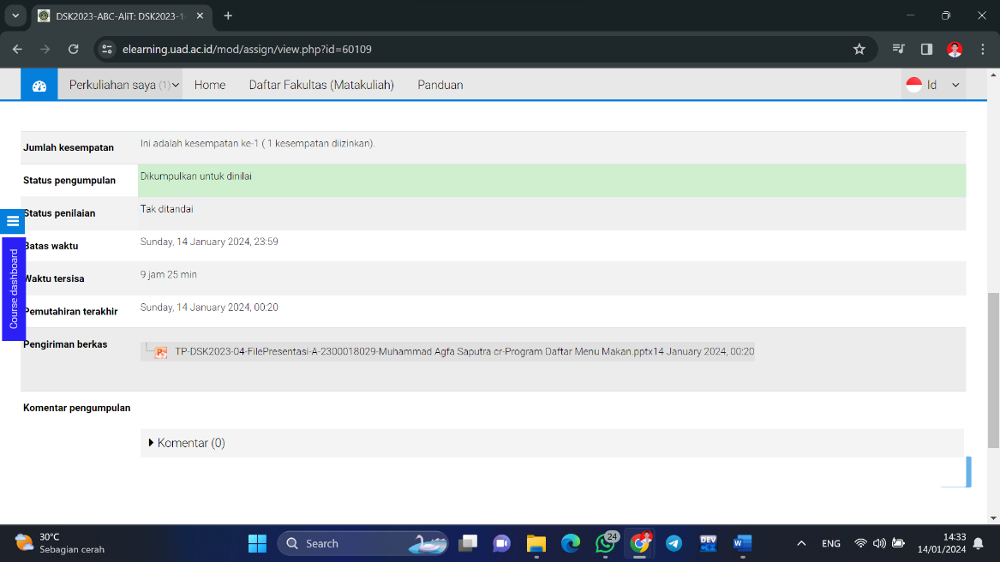 DSK2023-ABC-AliT: DSK2023-1
elearning.uad.ac.id/mod/assign/view.php?id=60109
Perkuliahan saya (1) Home Daftar Fakultas (Matakuliah) Panduan Id
Jumlah kesempatan Ini adalah kesempatan ke-1 ( 1 kesempatan diizinkan).
Status pengumpulan Dikumpulkan untuk dinilai
Status penilaian Tak ditandai
Batas waktu Sunday, 14 January 2024, 23:59
Waktu tersisa 9 jam 25 min
Pemutahiran terakhir Sunday, 14 January 2024, 00:20
Course dashboard
Pengiriman berkas TP-DSK2023-04-FilePresentasi-A-2300018029-Muhammad Agfa Saputra cr-Program Daftar Menu Makan.pptx14 January 2024, 00:20
Komentar pengumpulan
Komentar (0)
30°C
Sebagian cerah
Search
24
DEV
ENG
14:33
14/01/2024